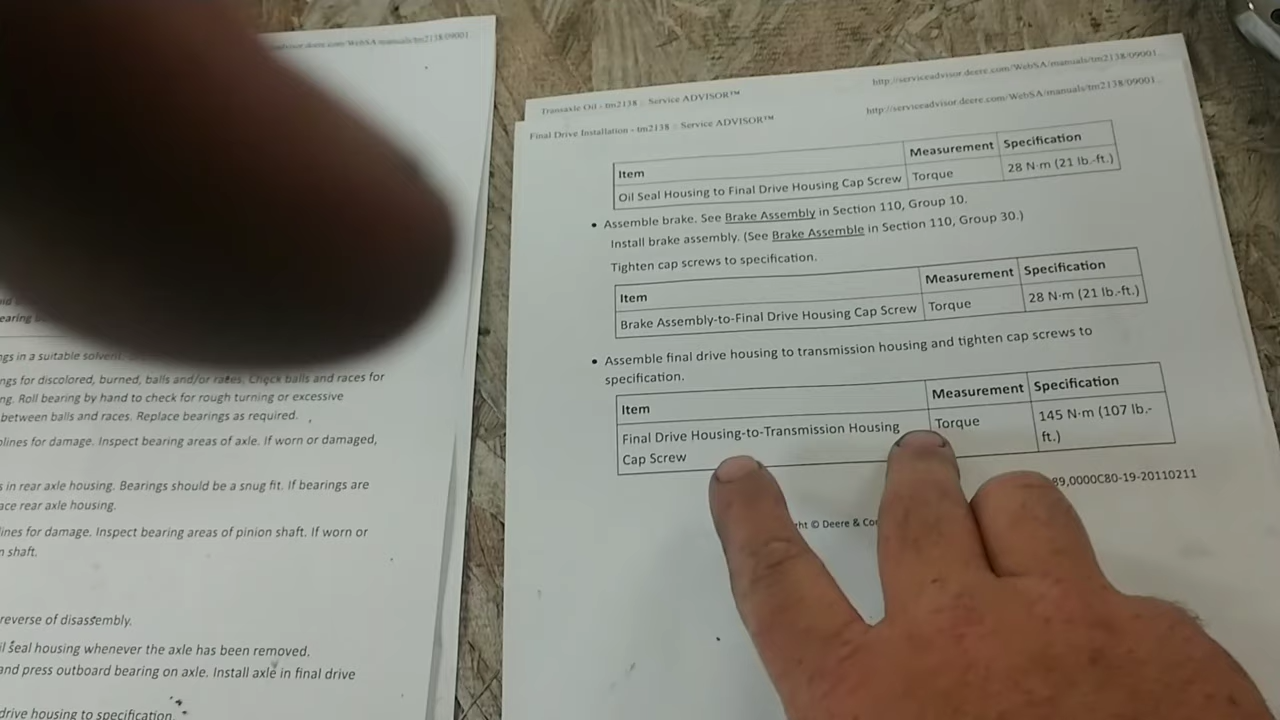 advisor.deere.com/WebSA/manuals/tm2138/09001
earing
ngs in a suitable solvent.
ngs for discolored, burned, balls and/or races. Check balls and races for
ng. Roll bearing by hand to check for rough turning or excessive
between balls and races. Replace bearings as required.
plines for damage. Inspect bearing areas of axle. If worn or damaged,
s in rear axle housing. Bearings should be a snug fit. If bearings are
ace rear axle housing.
lines for damage. Inspect bearing areas of pinion shaft. If worn or
n shaft.
reverse of disassembly.
il seal housing whenever the axle has been removed.
and press outboard bearing on axle. Install axle in final drive
drive housing to specification.
Transaxle Oil - tm2138 :: Service ADVISOR™ http://serviceadvisor.deere.com/WebSA/manuals/tm2138/09001...
Final Drive Installation - tm2138 :: Service ADVISOR™ http://serviceadvisor.deere.com/WebSA/manuals/tm2138/09001...
Item Measurement Specification
Oil Seal Housing to Final Drive Housing Cap Screw Torque 28 N·m (21 lb.-ft.)
• Assemble brake. See Brake Assembly in Section 110, Group 10.
Install brake assembly. (See Brake Assemble in Section 110, Group 30.)
Tighten cap screws to specification.
Item Measurement Specification
Brake Assembly-to-Final Drive Housing Cap Screw Torque 28 N·m (21 lb.-ft.)
• Assemble final drive housing to transmission housing and tighten cap screws to
specification.
Item Measurement Specification
Final Drive Housing-to-Transmission Housing Torque 145 N·m (107 lb.-
Cap Screw ft.)
89,0000C80-19-20110211
ht © Deere & Co